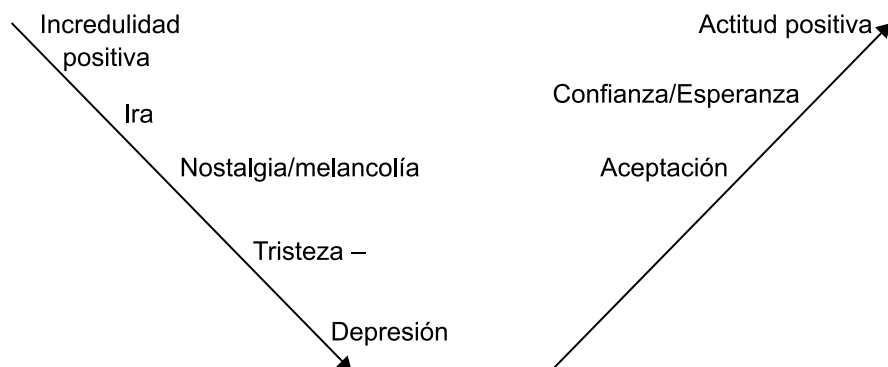 Incredulidad
positiva
Ira
Nostalgia/melancolía
Tristeza –
Depresión
Actitud positiva
Confianza/Esperanza
Aceptación